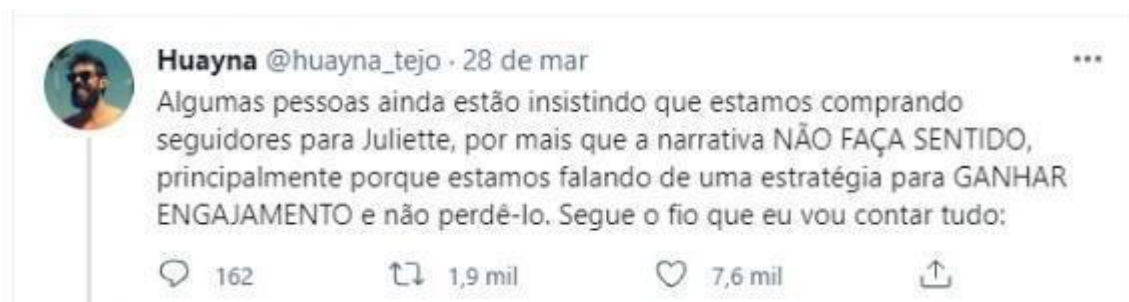 Huayna @huayna_tejo · 28 de mar
Algumas pessoas ainda estão insistindo que estamos comprando
seguidores para Juliette, por mais que a narrativa NÃO FAÇA SENTIDO,
principalmente porque estamos falando de uma estratégia para GANHAR
ENGAJAMENTO e não perdê-lo. Segue o fio que eu vou contar tudo:
162 1,9 mil 7,6 mil